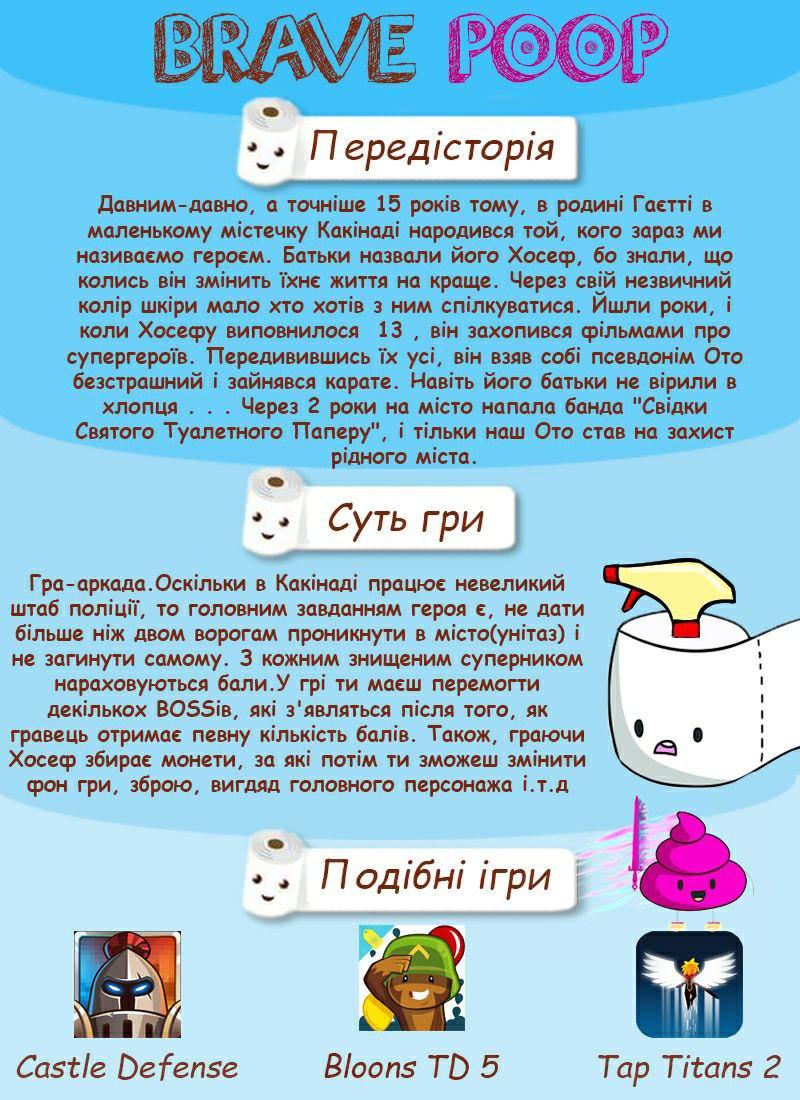 BRAVE POOP
Передісторія
Давним-давно, а точніше 15 років тому, в родині Гаєтті в
маленькому містечку Какінаді народився той, кого зараз ми
називаємо героєм. Батьки назвали його Хосеф, бо знали, що
колись він змінить їхнє життя на краще. Через свій незвичний
колір шкіри мало хто хотів з ним спілкуватися. Йшли роки, і
коли Хосефу виповнилося 13 , він захопився фільмами про
супергероїв. Передивившись їх усі, він взяв собі псевдонім Ото
безстрашний і зайнявся карате. Навіть його батьки не вірили в
хлопця . . . Через 2 роки на місто напала банда "Свідки
Святого Туалетного Паперу", і тільки наш Ото став на захист
рідного міста.
Суть гри
Гра-аркада.Оскільки в Какінаді працює невеликий
штаб поліції, то головним завданням героя є, не дати
більше ніж двом ворогам проникнути в місто(унітаз) і
не загинути самому. З кожним знищеним суперником
нараховуються бали.У грі ти маєш перемогти
декількох BOSSів, які з'являться після того, як
гравець отримає певну кількість балів. Також, граючи
Хосеф збирає монети, за які потім ти зможеш змінити
фон гри, зброю, вигдяд головного персонажа і.т.д
Подібні ігри
Castle Defense
Bloons TD 5
Tap Titans 2